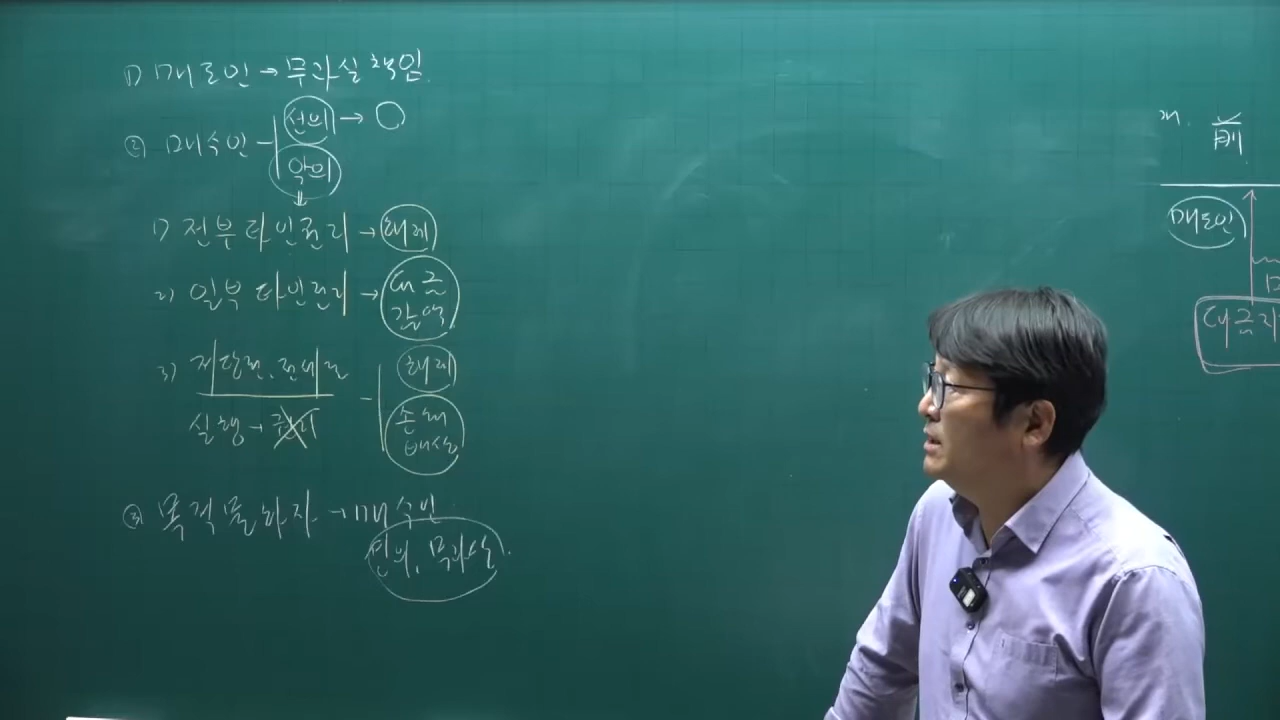 ① 매도인 → 무과실책임.
② 매수인 선의 → ○
악의
1) 전부타인권리 → 해제
2) 일부타인권리 → 대금
감액
3) 저당권, 전세권 해제
실행 → 권리 손해
배상
③ 목적물하자 → 매수인
선의, 무과실.
前
매도인
대금